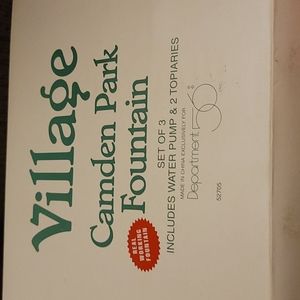 Village
Camden Park
Fountain
REAL
WORKING
FOUNTAIN
SET OF 3
INCLUDES WATER PUMP & 2 TOPIARIES
MADE IN CHINA EXCLUSIVELY FOR
Department 56
52705